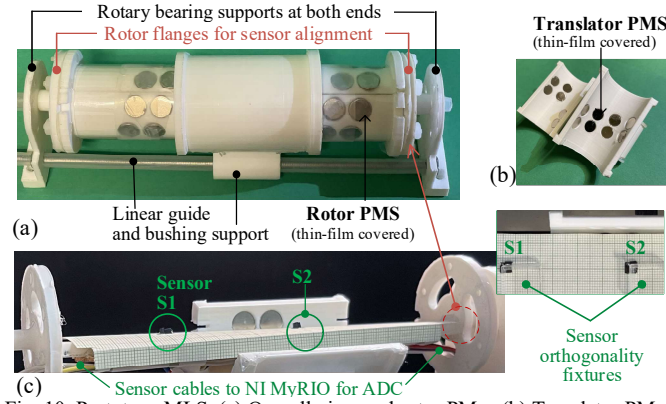 Rotary bearing supports at both ends
Rotor flanges for sensor alignment
Translator PMS
(thin-film covered)
(b)
Linear guide
and bushing support
Rotor PMS
(thin-film covered)
(a)
S1
S2
Sensor
S1
S2
Sensor
orthogonality
fixtures
(c)
Sensor cables to NI MyRIO for ADC